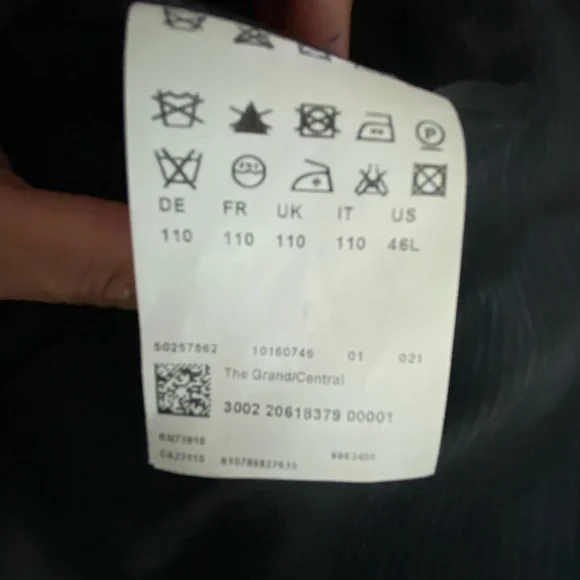 P
DE FR UK IT US
110 110 110 110 46L
50257862 10160746 01 021
The Grand/Central
3002 20618379 00001